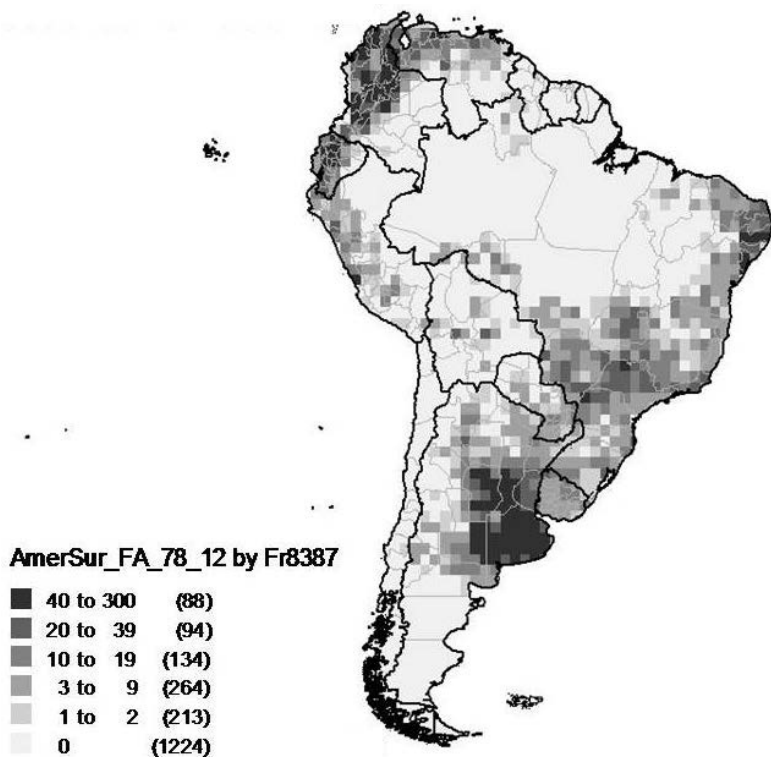 AmerSur_FA_78_12 by Fr8387
40 to 300 (88)
20 to 39 (94)
10 to 19 (134)
3 to 9 (264)
1 to 2 (213)
0 (1224)